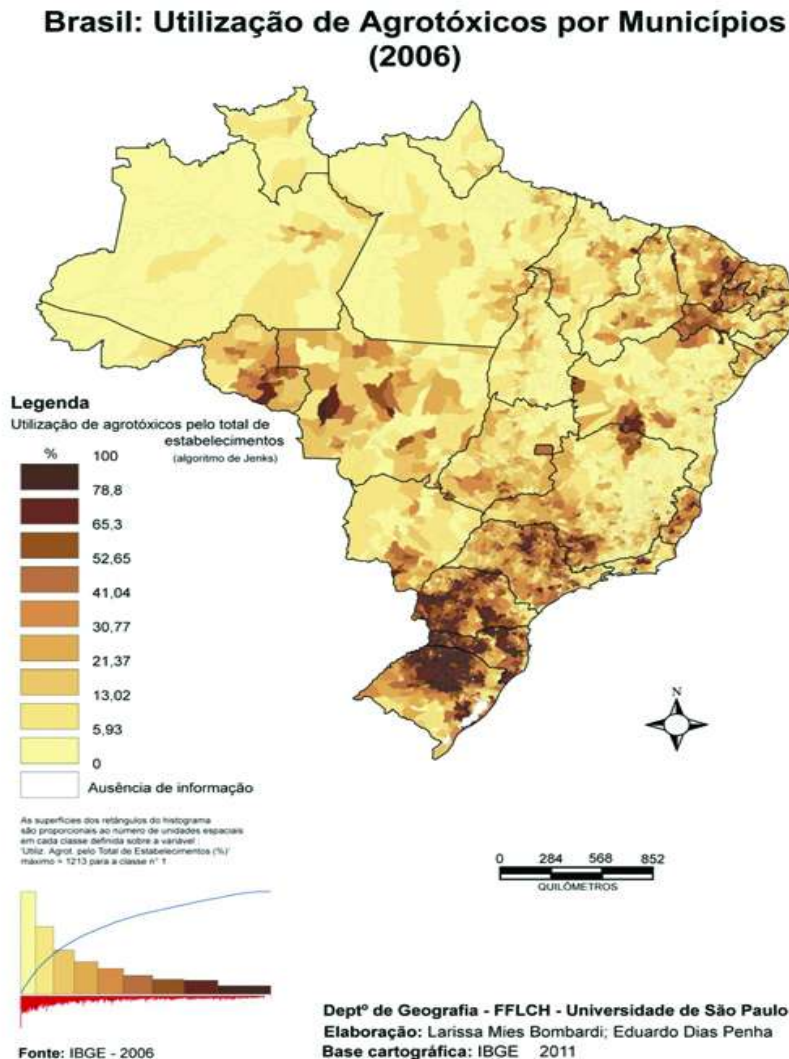 Brasil: Utilização de Agrotóxicos por Municípios
(2006)
Legenda
Utilização de agrotóxicos pelo total de
estabelecimentos
(algoritmo de Jenks)
%
100
78,8
65,3
52,65
41,04
30,77
21,37
13,02
5,93
0
Ausência de informação
As superfícies dos retângulos do histograma
são proporcionais ao número de unidades espaciais
em cada classe definida sobre a variável :
'Utiliz. Agrot. pelo Total de Estabelecimentos (%)'
máximo = 1213 para a classe n° 1
N
0 284 568 852
QUILÔMETROS
Deptº de Geografia - FFLCH - Universidade de São Paulo
Elaboração: Larissa Mies Bombardi; Eduardo Dias Penha
Fonte: IBGE - 2006
Base cartográfica: IBGE 2011